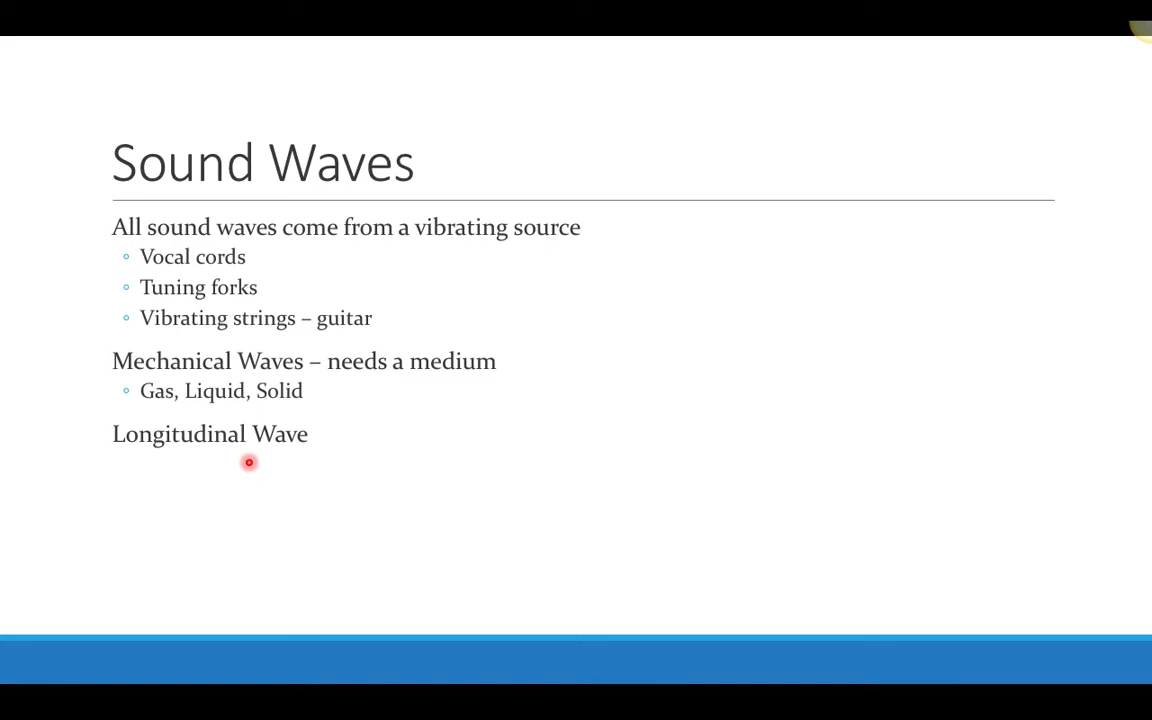 Sound Waves
All sound waves come from a vibrating source
◦ Vocal cords
◦ Tuning forks
◦ Vibrating strings – guitar
Mechanical Waves – needs a medium
◦ Gas, Liquid, Solid
Longitudinal Wave